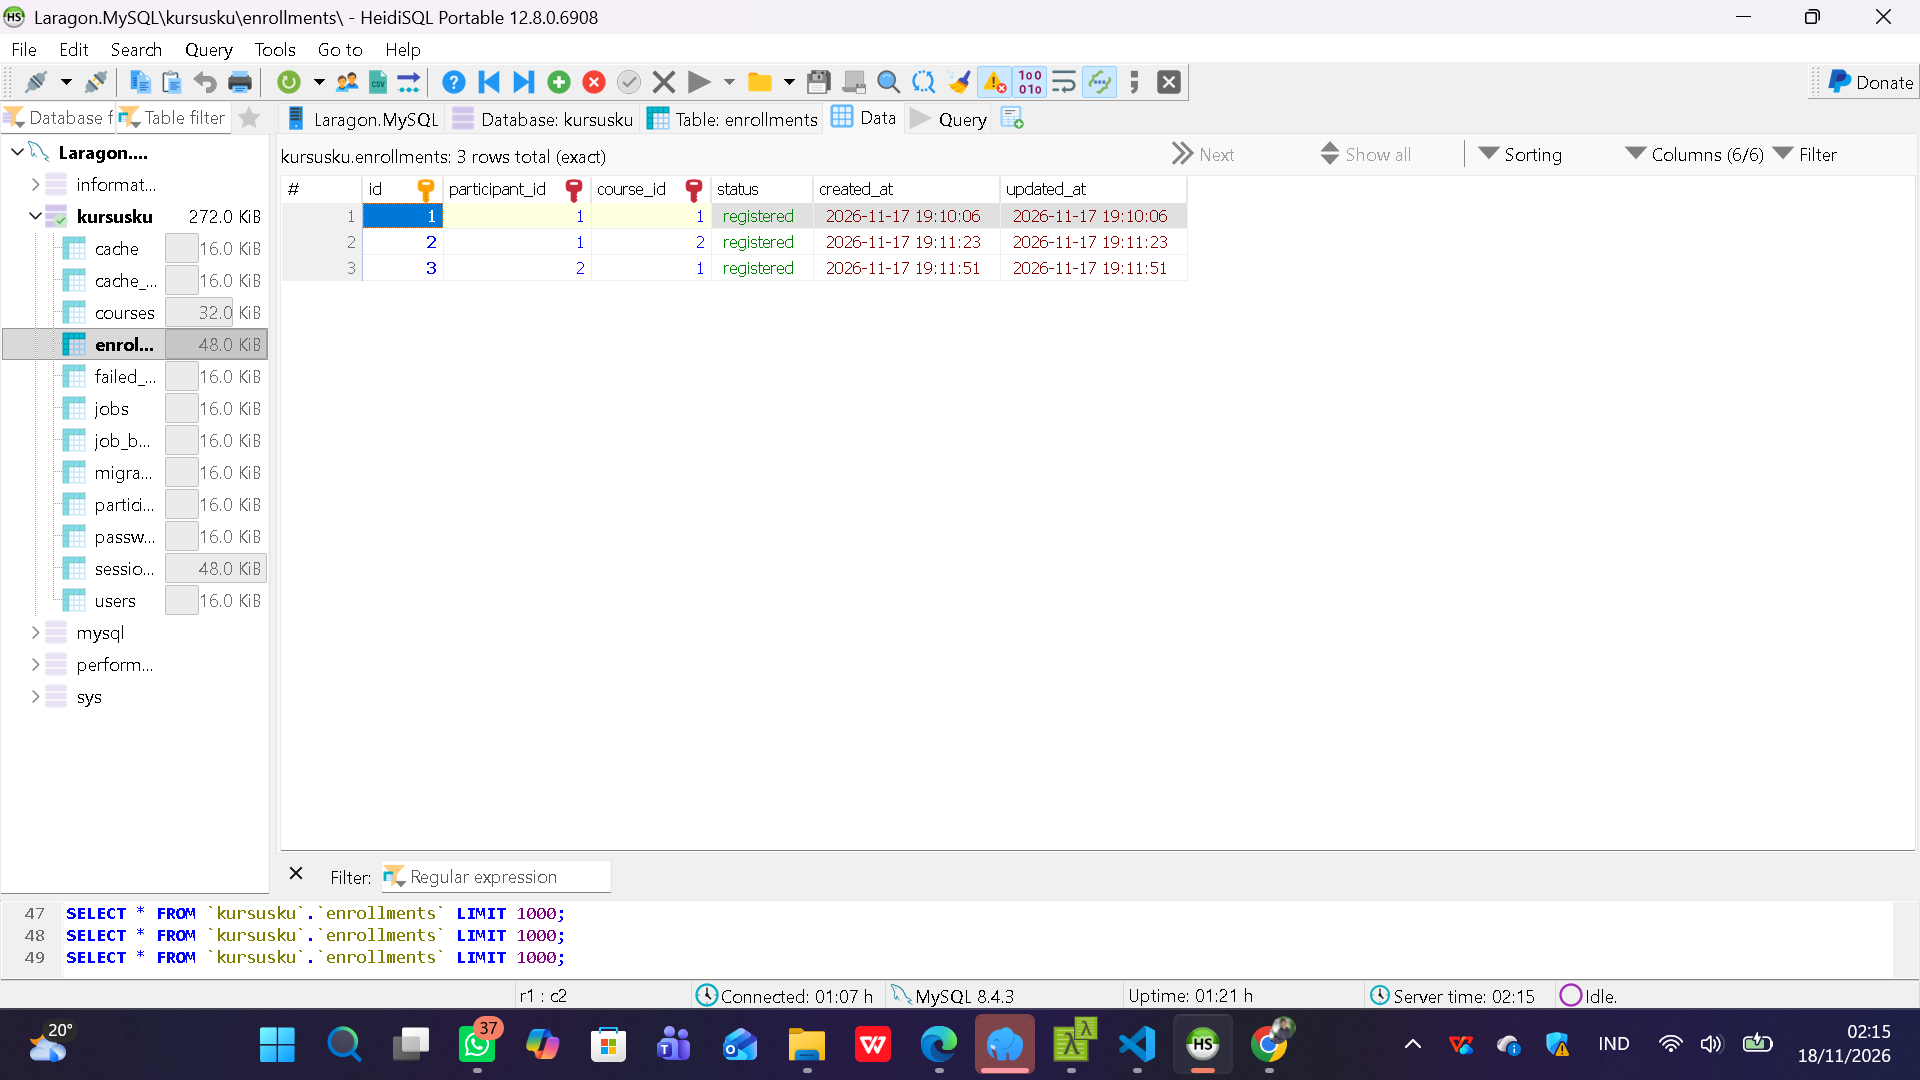 Laragon.MySQL\kursusku\enrollments\ - HeidiSQL Portable 12.8.0.6908
File Edit Search Query Tools Go to Help
Donate
Database f Table filter
Laragon.MySQL Database: kursusku Table: enrollments Data Query
Laragon....
informat...
kursusku 272.0 KiB
cache 16.0 KiB
cache_... 16.0 KiB
courses 32.0 KiB
enrol... 48.0 KiB
failed_... 16.0 KiB
jobs 16.0 KiB
job_b... 16.0 KiB
migra... 16.0 KiB
partici... 16.0 KiB
passw... 16.0 KiB
sessio... 48.0 KiB
users 16.0 KiB
mysql
perform...
sys
kursusku.enrollments: 3 rows total (exact) Next Show all Sorting Columns (6/6) Filter
# id participant_id course_id status created_at updated_at
1 1 1 1 registered 2026-11-17 19:10:06 2026-11-17 19:10:06
2 2 1 2 registered 2026-11-17 19:11:23 2026-11-17 19:11:23
3 3 2 1 registered 2026-11-17 19:11:51 2026-11-17 19:11:51
Filter: Regular expression
47 SELECT * FROM `kursusku`.`enrollments` LIMIT 1000;
48 SELECT * FROM `kursusku`.`enrollments` LIMIT 1000;
49 SELECT * FROM `kursusku`.`enrollments` LIMIT 1000;
r1 : c2 Connected: 01:07 h MySQL 8.4.3 Uptime: 01:21 h Server time: 02:15 Idle.
20°
37
HS
IND
02:15
18/11/2026